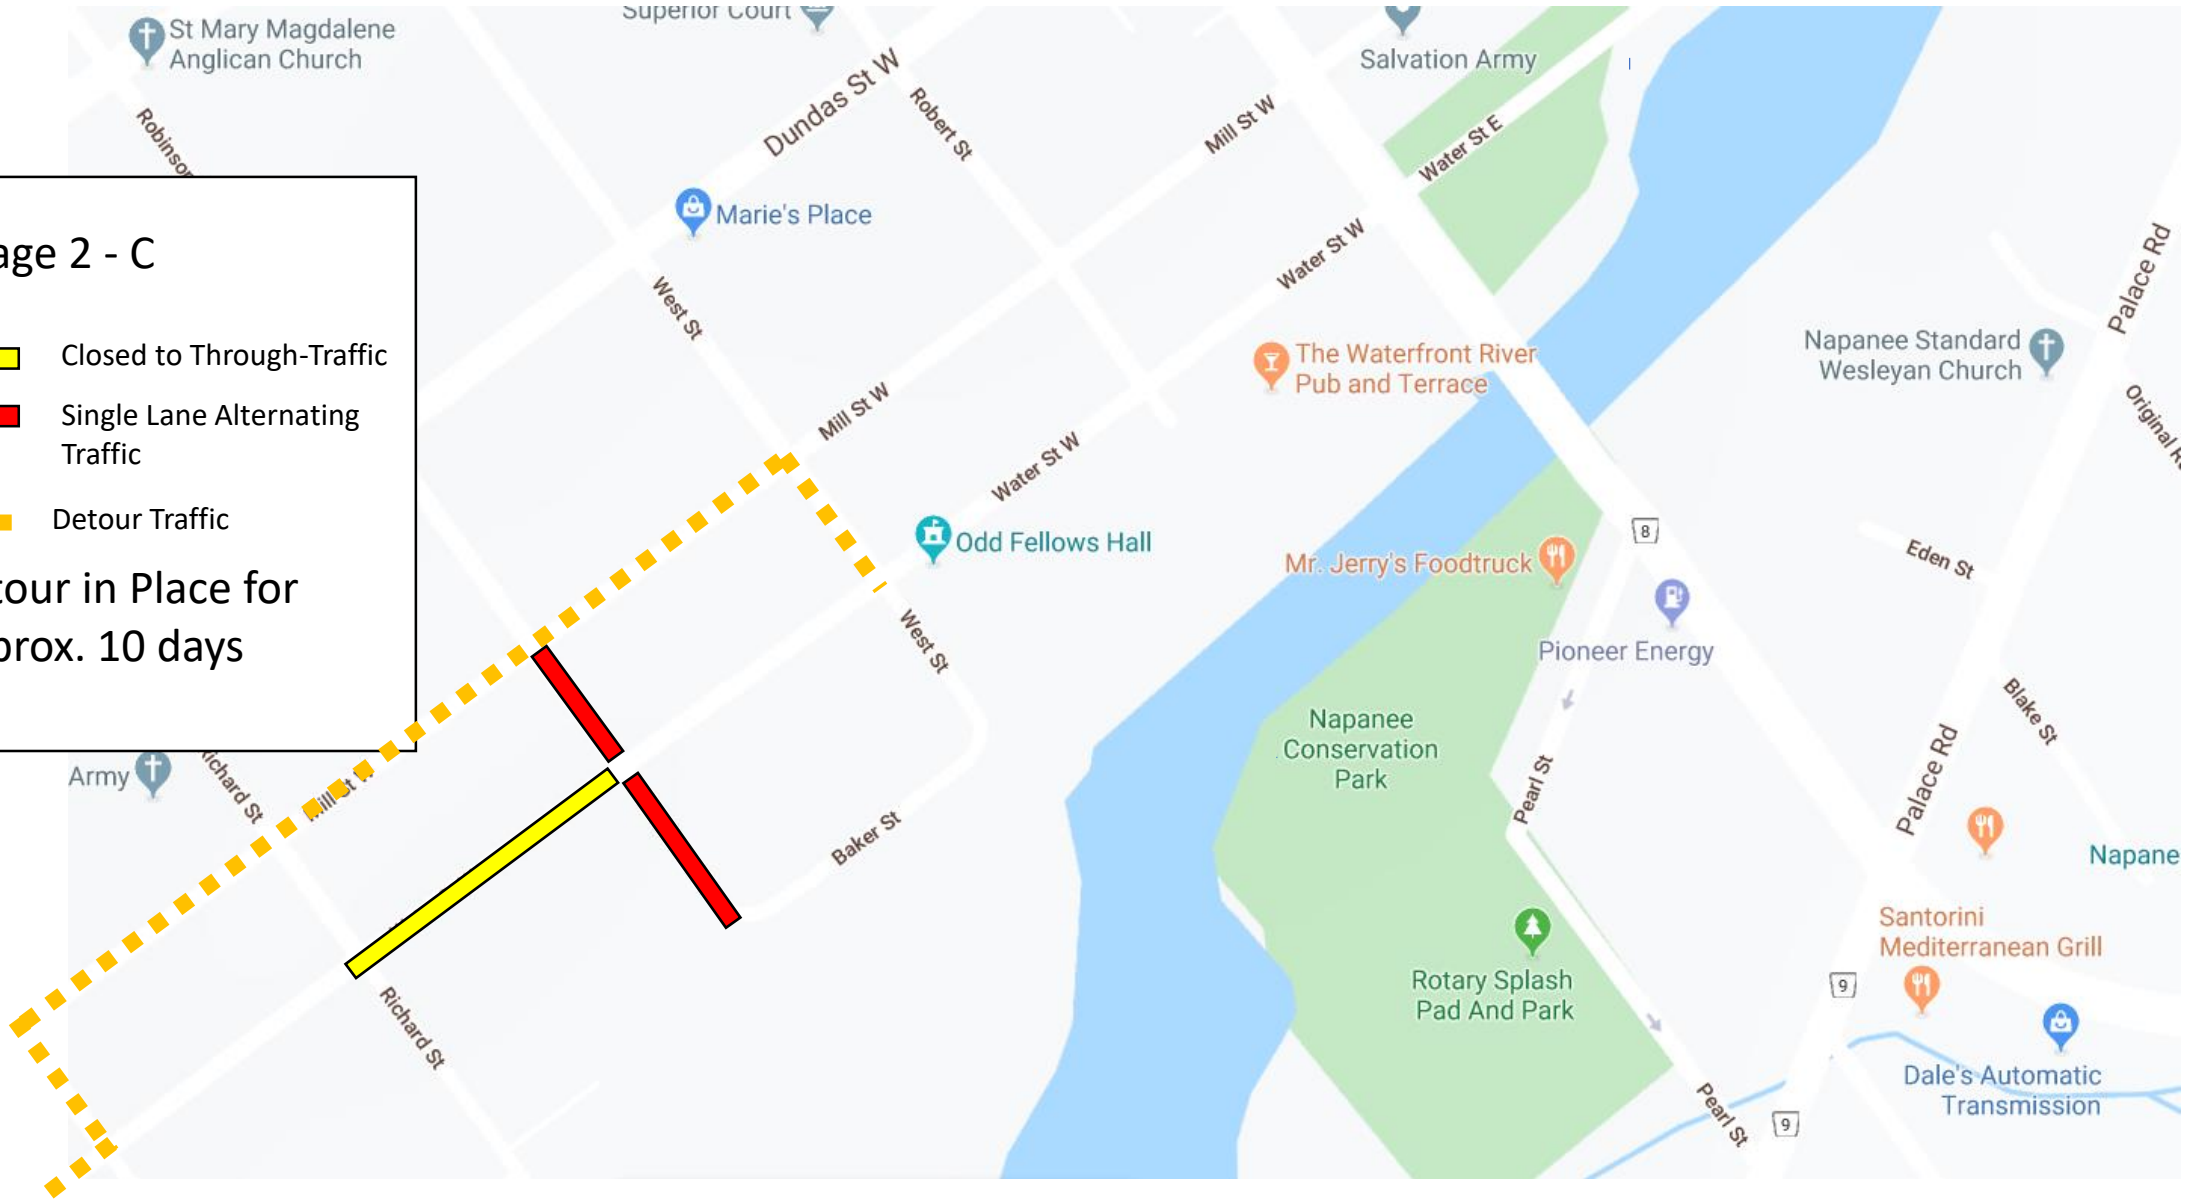 St Mary Magdalene
Anglican Church
Superior Court
Salvation Army
Dundas St W
Robert St
Mill St W
Water St E
Marie's Place
West St
Water St W
Palace Rd
age 2 - C
Closed to Through-Traffic
Single Lane Alternating
Traffic
Detour Traffic
tour in Place for
prox. 10 days
The Waterfront River
Pub and Terrace
Napanee Standard
Wesleyan Church
Original
Mill St W
Water St W
Odd Fellows Hall
Mr. Jerry's Foodtruck
8
Eden St
West St
Pioneer Energy
Napanee
Conservation
Park
Blake St
Army
Richard St
Mill St W
Pearl St
Palace Rd
Baker St
Napane
Santorini
Mediterranean Grill
Rotary Splash
Pad And Park
9
Richard St
Dale's Automatic
Transmission
Pearl St
9